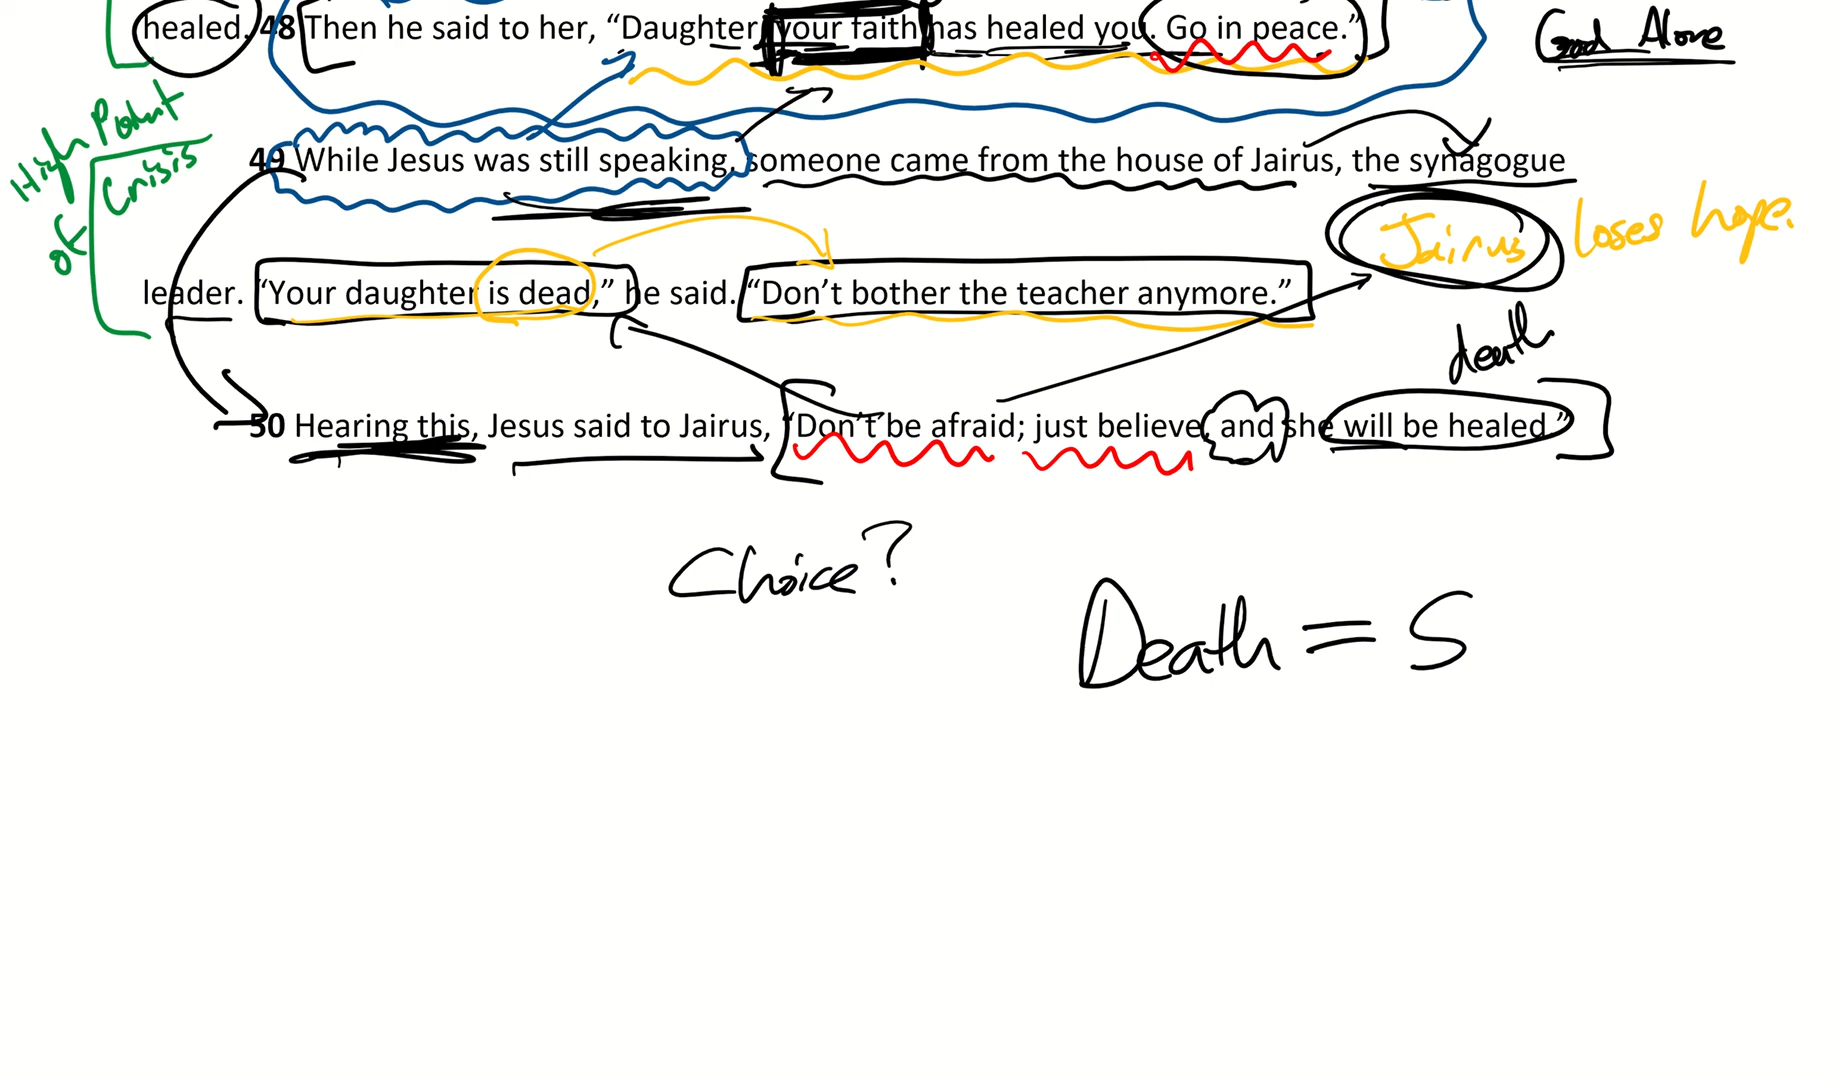 healed. 48 Then he said to her, “Daughter, your faith has healed you. Go in peace.”
Good Alone
High Potent
Crisis
OK
49 While Jesus was still speaking, someone came from the house of Jairus, the synagogue
Jairus loses hope.
leader. “Your daughter is dead,” he said. “Don’t bother the teacher anymore.”
death
50 Hearing this, Jesus said to Jairus, “Don’t be afraid; just believe, and she will be healed.”
Choice?
Death = S